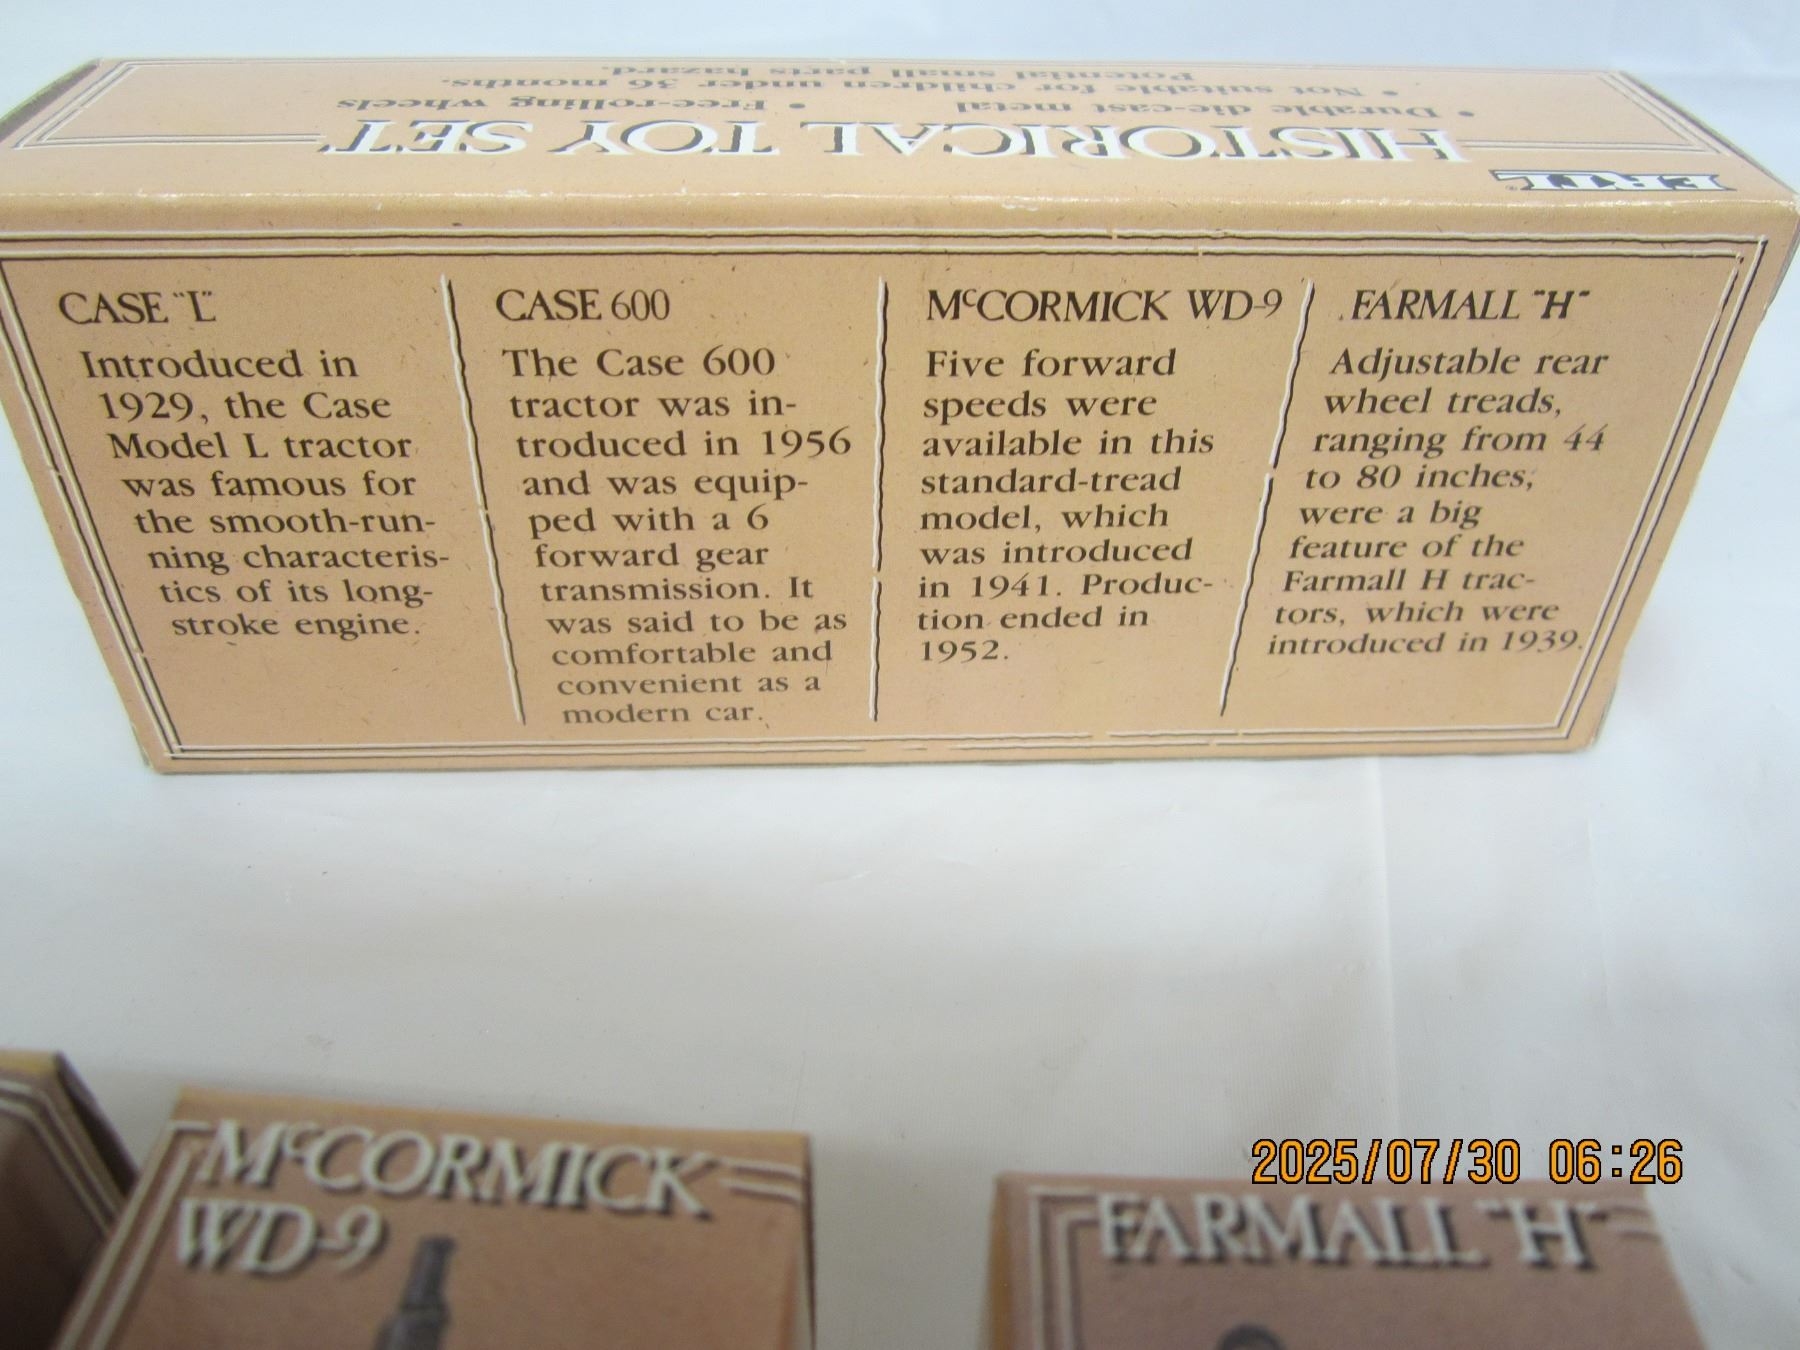 ERTL®
HISTORICAL TOY SET
• Durable die-cast metal • Free-rolling wheels
• Not suitable for children under 36 months.
Potential small parts hazard.
CASE "L"
Introduced in
1929, the Case
Model L tractor
was famous for
the smooth-run-
ning characteris-
tics of its long-
stroke engine.
CASE 600
The Case 600
tractor was in-
troduced in 1956
and was equip-
ped with a 6
forward gear
transmission. It
was said to be as
comfortable and
convenient as a
modern car.
McCORMICK WD-9
Five forward
speeds were
available in this
standard-tread
model, which
was introduced
in 1941. Produc-
tion ended in
1952.
FARMALL "H"
Adjustable rear
wheel treads,
ranging from 44
to 80 inches,
were a big
feature of the
Farmall H trac-
tors, which were
introduced in 1939.
McCORMICK
WD-9
FARMALL "H"
2025/07/30 06:26